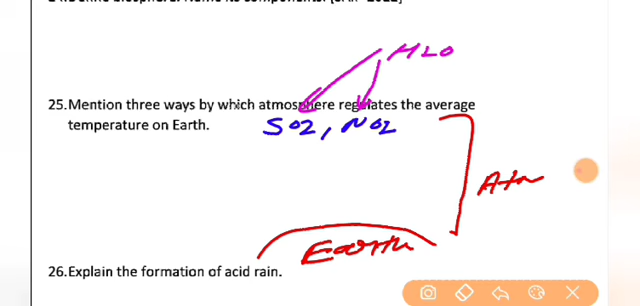 H2O
25.Mention three ways by which atmosphere regulates the average
temperature on Earth.
SO2, NO2
Atm
Earth
26.Explain the formation of acid rain.